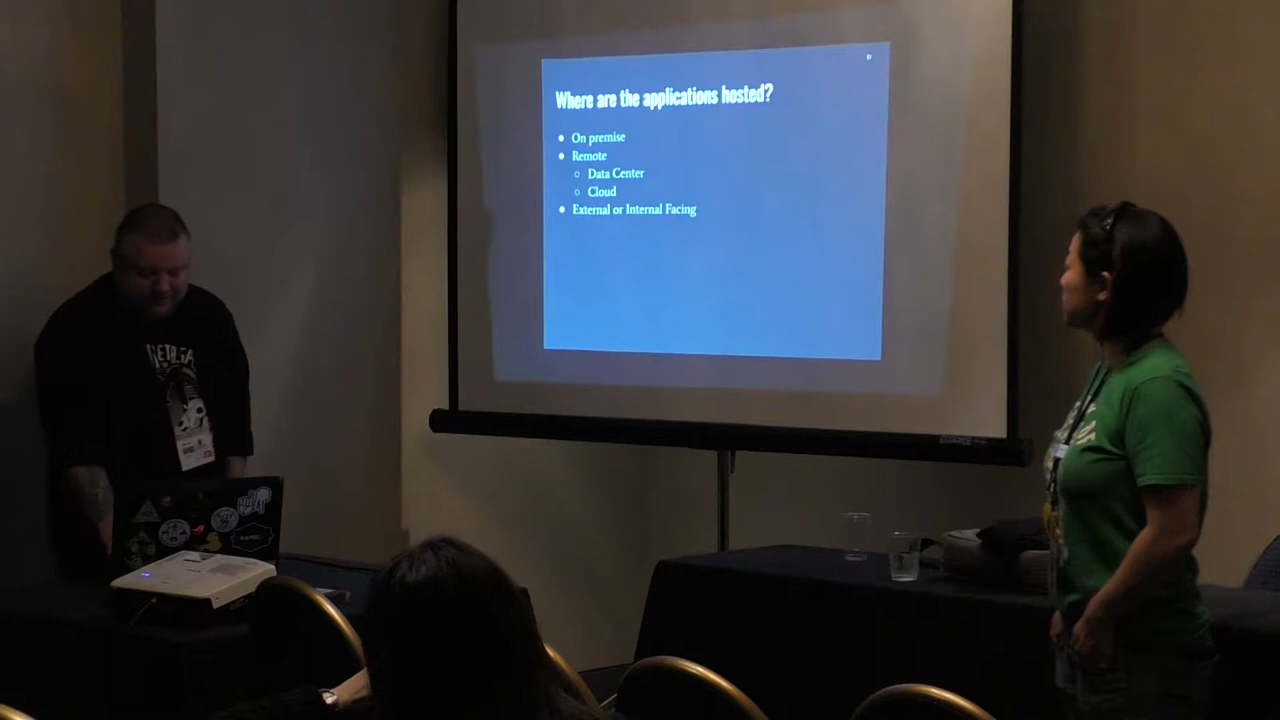 Where are the applications hosted?
On premise
Remote
Data Center
Cloud
External or Internal Facing